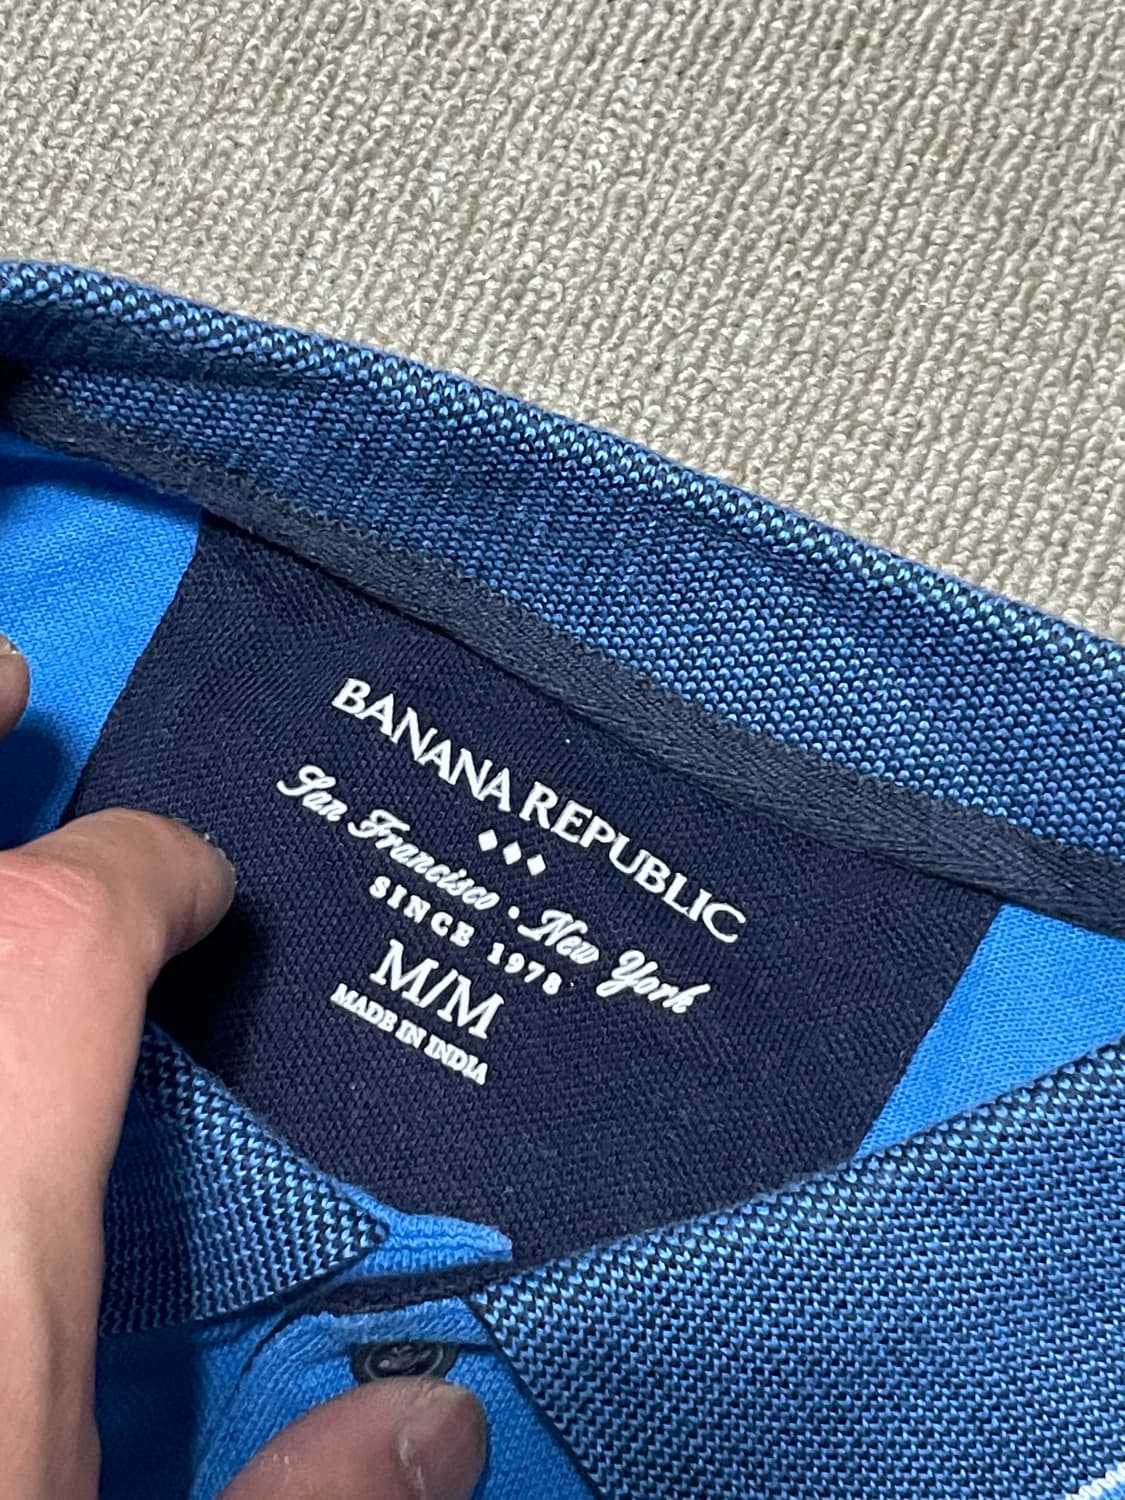 BANANA REPUBLIC
San Francisco • New York
SINCE 1978
M/M
MADE IN INDIA